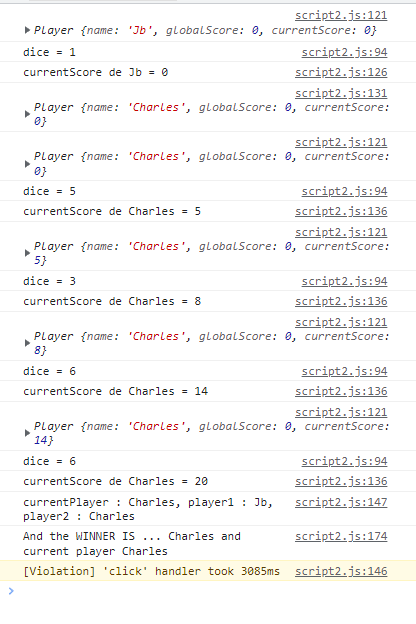 script2.js:121
Player {name: 'Jb', globalScore: 0, currentScore: 0}
dice = 1 script2.js:94
currentScore de Jb = 0 script2.js:126
script2.js:131
Player {name: 'Charles', globalScore: 0, currentScore:
0}
script2.js:121
Player {name: 'Charles', globalScore: 0, currentScore:
0}
dice = 5 script2.js:94
currentScore de Charles = 5 script2.js:136
script2.js:121
Player {name: 'Charles', globalScore: 0, currentScore:
5}
dice = 3 script2.js:94
currentScore de Charles = 8 script2.js:136
script2.js:121
Player {name: 'Charles', globalScore: 0, currentScore:
8}
dice = 6 script2.js:94
currentScore de Charles = 14 script2.js:136
script2.js:121
Player {name: 'Charles', globalScore: 0, currentScore:
14}
dice = 6 script2.js:94
currentScore de Charles = 20 script2.js:136
currentPlayer : Charles, player1 : Jb, script2.js:147
player2 : Charles
And the WINNER IS ... Charles and script2.js:174
current player Charles
[Violation] 'click' handler took 3085ms script2.js:146